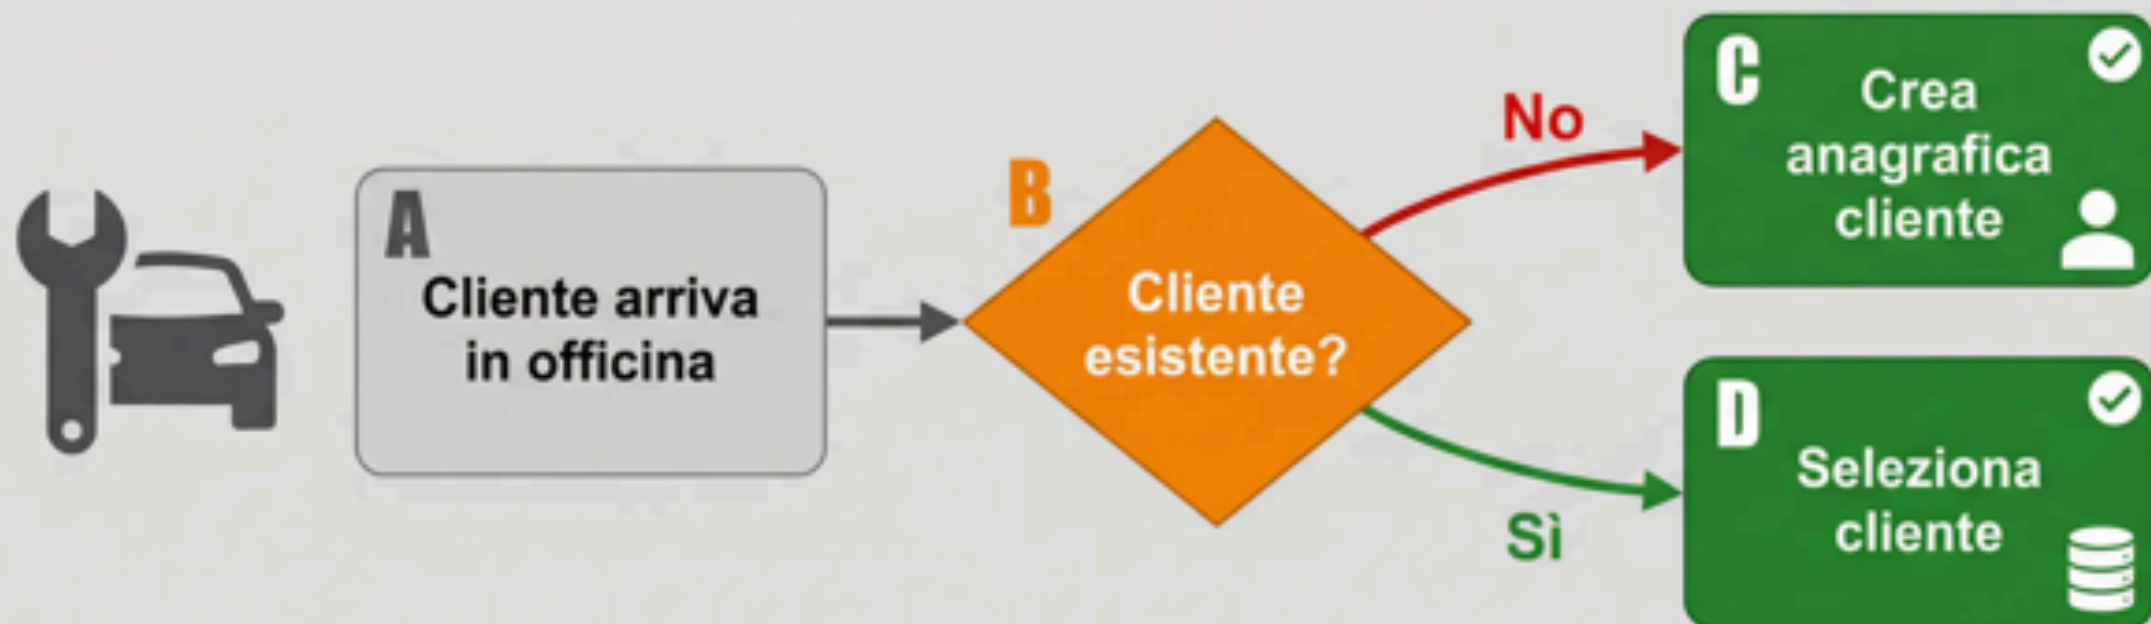 A
Cliente arriva
in officina
B
Cliente
esistente?
No
Sì
C
Crea
anagrafica
cliente
D
Seleziona
cliente